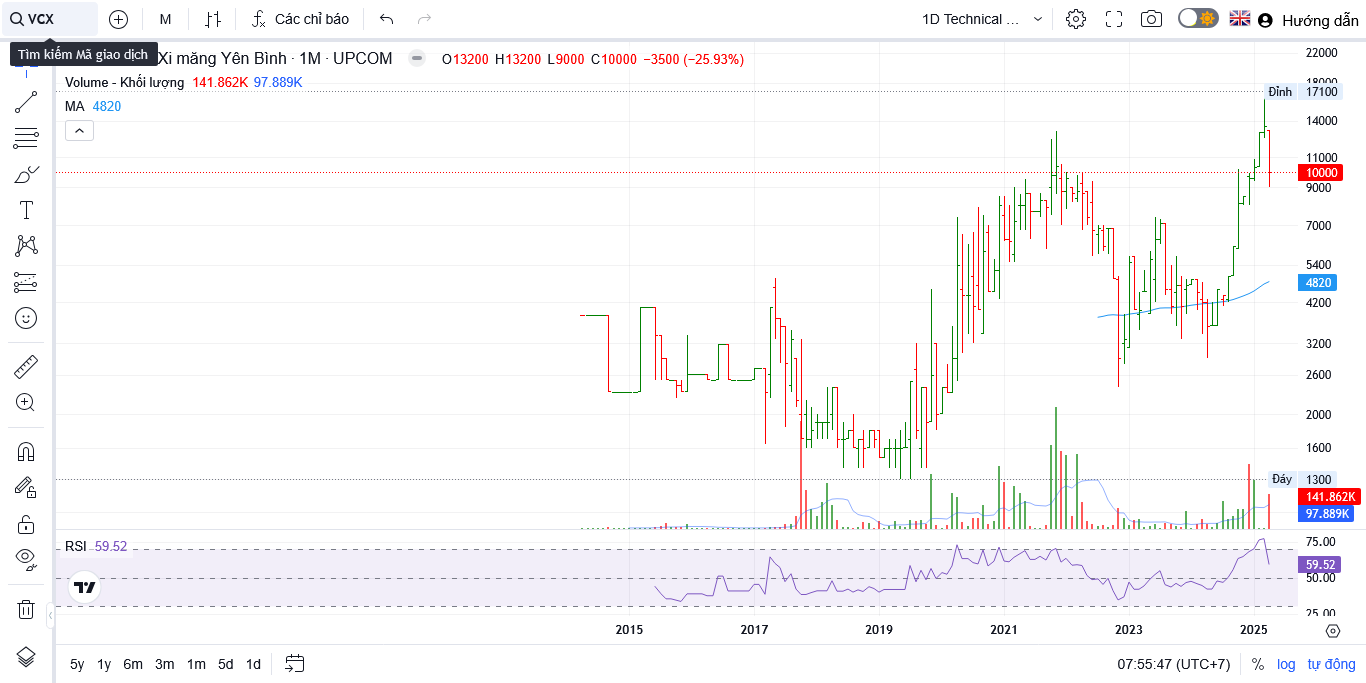 VCX M Các chỉ báo 1D Technical ... Hướng dẫn
Tìm kiếm Mã giao dịch
Xi măng Yên Bình · 1M · UPCOM O13200 H13200 L9000 C10000 −3500 (−25.93%)
Volume - Khối lượng 141.862K 97.889K
MA 4820
22000
18000
Đỉnh 17100
14000
11000
10000
9000
7000
5400
4820
4200
3200
2600
2000
1600
Đáy 1300
141.862K
97.889K
RSI 59.52
75.00
59.52
50.00
25.00
2015 2017 2019 2021 2023 2025
5y 1y 6m 3m 1m 5d 1d 07:55:47 (UTC+7) % log tự động